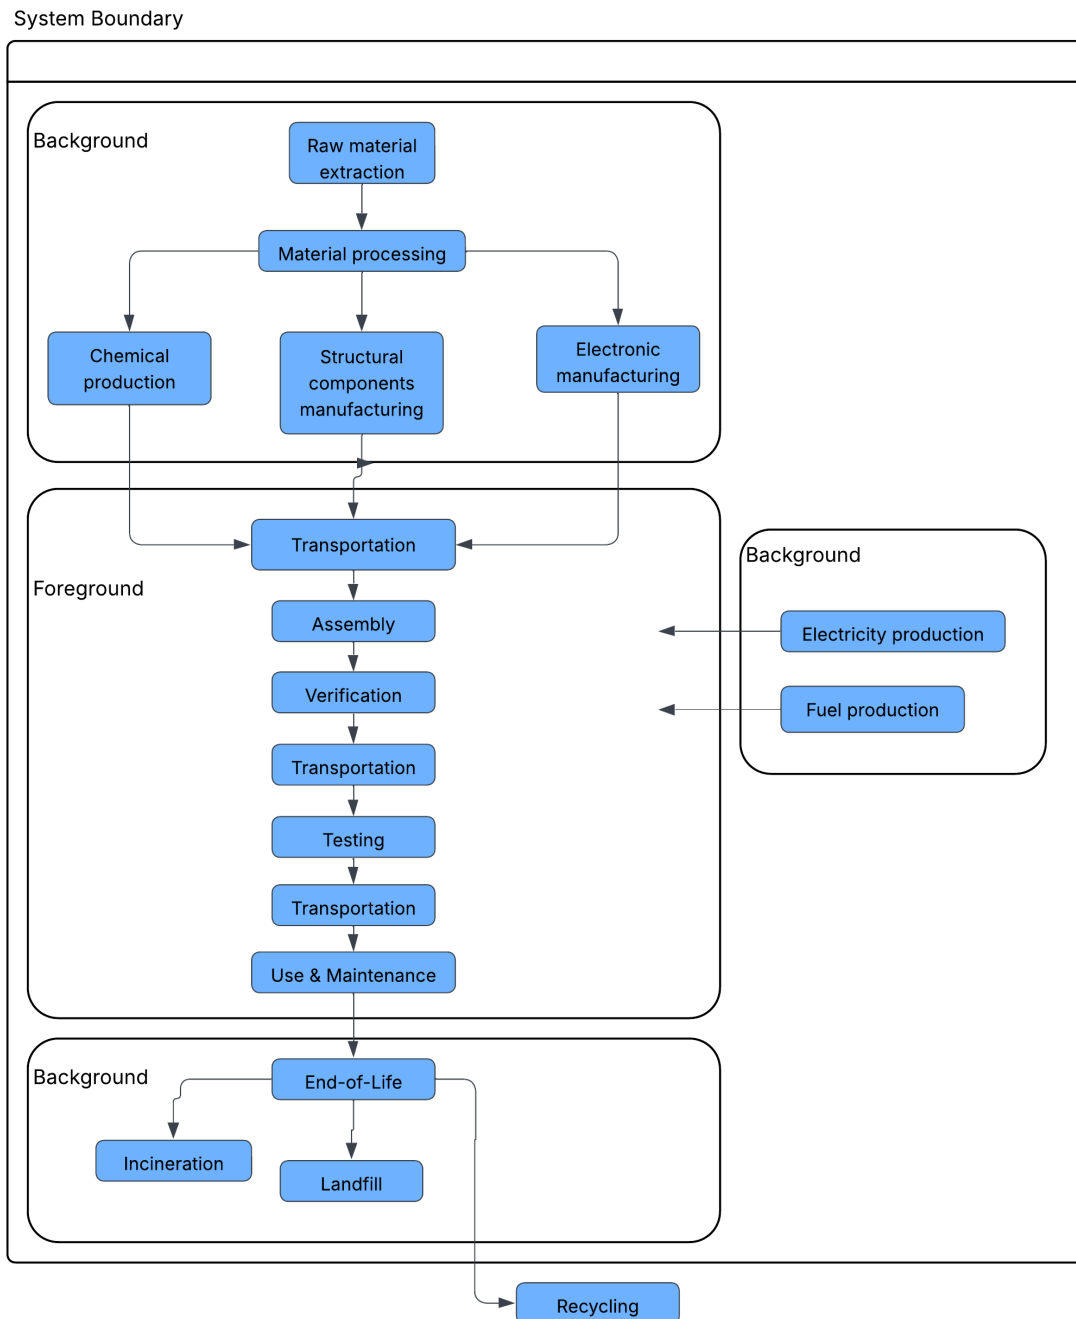 System Boundary
Background
Raw material
extraction
Material processing
Chemical
production
Structural
components
manufacturing
Electronic
manufacturing
Transportation
Foreground
Assembly
Verification
Transportation
Testing
Transportation
Use & Maintenance
Background
Electricity production
Fuel production
Background
End-of-Life
Incineration
Landfill
Recycling